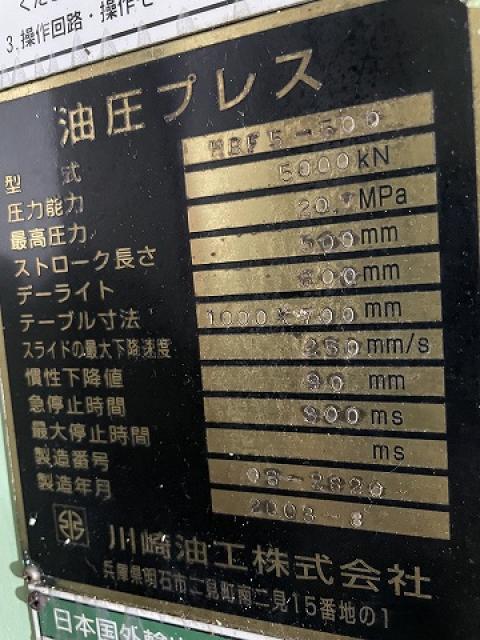 3.操作回路・操作モ
油圧プレス
型式 HBF5-500
圧力能力 5000kN
最高圧力 MPa
ストローク長さ 500mm
デーライト 800mm
テーブル寸法 1000×700mm
スライドの最大下降速度 250mm/s
慣性下降値 90mm
急停止時間 800ms
最大停止時間 ms
製造番号 08-2820
製造年月 2008-8
川崎油工株式会社
兵庫県明石市二見町南二見15番地の1
日本国外輸